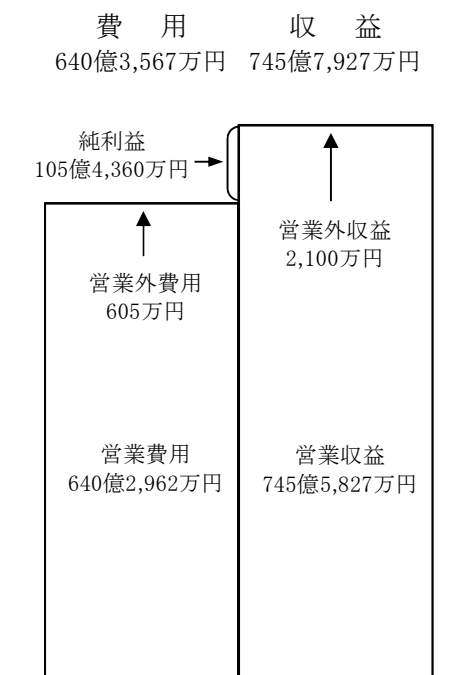 費用 収益
640億3,567万円 745億7,927万円
純利益
105億4,360万円
営業外収益
2,100万円
営業外費用
605万円
営業費用
640億2,962万円
営業収益
745億5,827万円